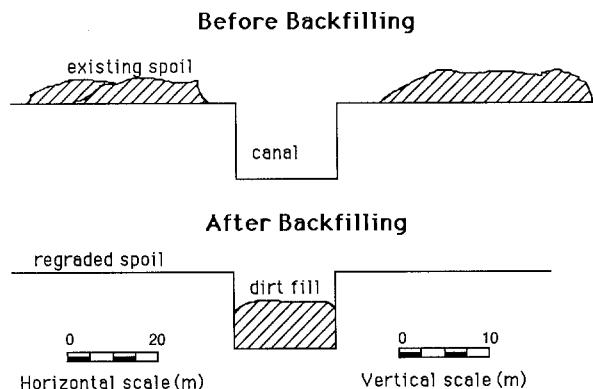 Before Backfilling
existing spoil
canal
After Backfilling
regraded spoil
dirt fill
0 20
0 10
Horizontal scale (m)
Vertical scale (m)